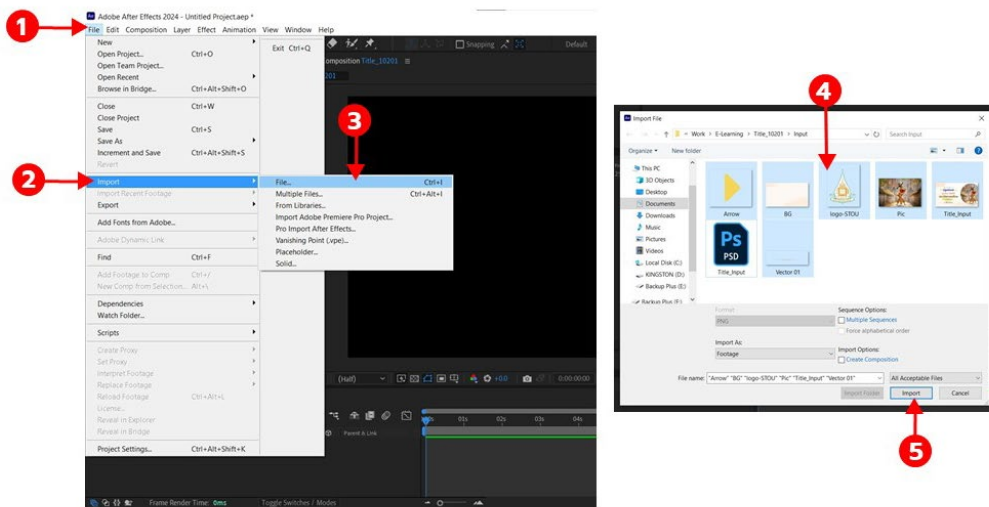 1
Adobe After Effects 2024 - Untitled Project.aep *
File Edit Composition Layer Effect Animation View Window Help
New
Open Project... Ctrl+O
Open Team Project...
Open Recent
Browse in Bridge... Ctrl+Alt+Shift+O
Close Ctrl+W
Close Project
Save Ctrl+S
Save As
Increment and Save Ctrl+Alt+Shift+S
Revert
2
Import
Import Recent Footage
Export
Add Fonts from Adobe...
Adobe Dynamic Link
Find Ctrl+F
Add Footage to Comp Ctrl+/
New Comp from Selection... Alt+\
Dependencies
Watch Folder...
Scripts
Create Proxy
Set Proxy
Interpret Footage
Replace Footage
Reload Footage Ctrl+Alt+L
License...
Reveal in Explorer
Reveal in Bridge
Project Settings... Ctrl+Alt+Shift+K
Exit Ctrl+Q
Snapping
Default
Composition Title_10201
201
3
File... Ctrl+I
Multiple Files... Ctrl+Alt+I
From Libraries...
Import Adobe Premiere Pro Project...
Pro Import After Effects...
Vanishing Point (.vpe)...
Placeholder...
Solid...
(Half)
+0.0
0:00:00:00
01s 02s 03s 04s
Parent & Link
Frame Render Time: 0ms
Toggle Switches / Modes
4
Import File
Work > E-Learning > Title_10201 > Input
Search Input
Organize
New folder
This PC
3D Objects
Desktop
Documents
Downloads
Music
Pictures
Videos
Local Disk (C:)
KINGSTON (D:)
Backup Plus (E:)
Backup Plus (E:)
Arrow
BG
logo-STOU
Pic
Title_Input
Ps
PSD
Title_Input
Vector 01
Format
PNG
Sequence Options:
Multiple Sequences
Force alphabetical order
Import As:
Footage
Import Options:
Create Composition
File name: "Arrow" "BG" "logo-STOU" "Pic" "Title_Input" "Vector 01"
All Acceptable Files
Import Folder
Import
Cancel
5